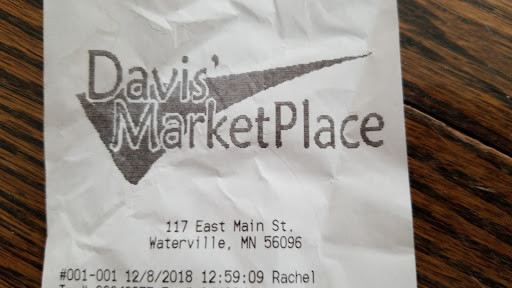 Davis'
MarketPlace
117 East Main St.
Waterville, MN 56096
#001-001 12/8/2018 12:59:09 Rachel